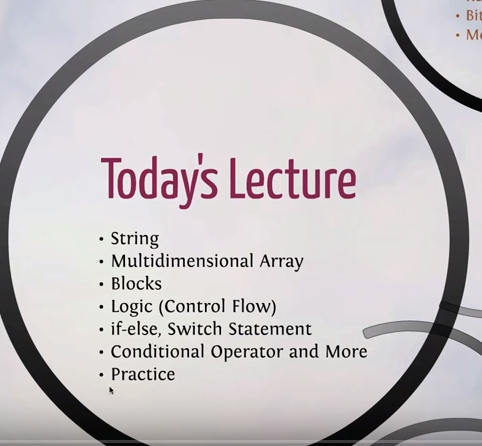 • Bit
Today's Lecture
• String
• Multidimensional Array
• Blocks
• Logic (Control Flow)
• if-else, Switch Statement
• Conditional Operator and More
• Practice